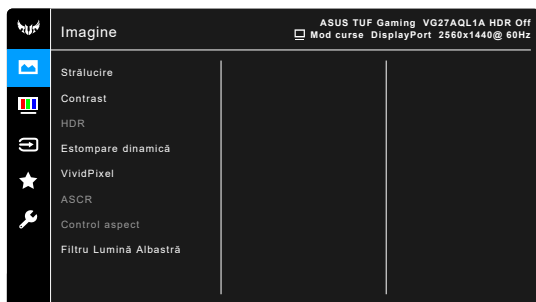 Imagine
ASUS TUF Gaming VG27AQL1A HDR Off
Mod curse DisplayPort 2560x1440@ 60Hz
Strălucire
Contrast
HDR
Estompare dinamică
VividPixel
ASCR
Control aspect
Filtru Lumină Albastră